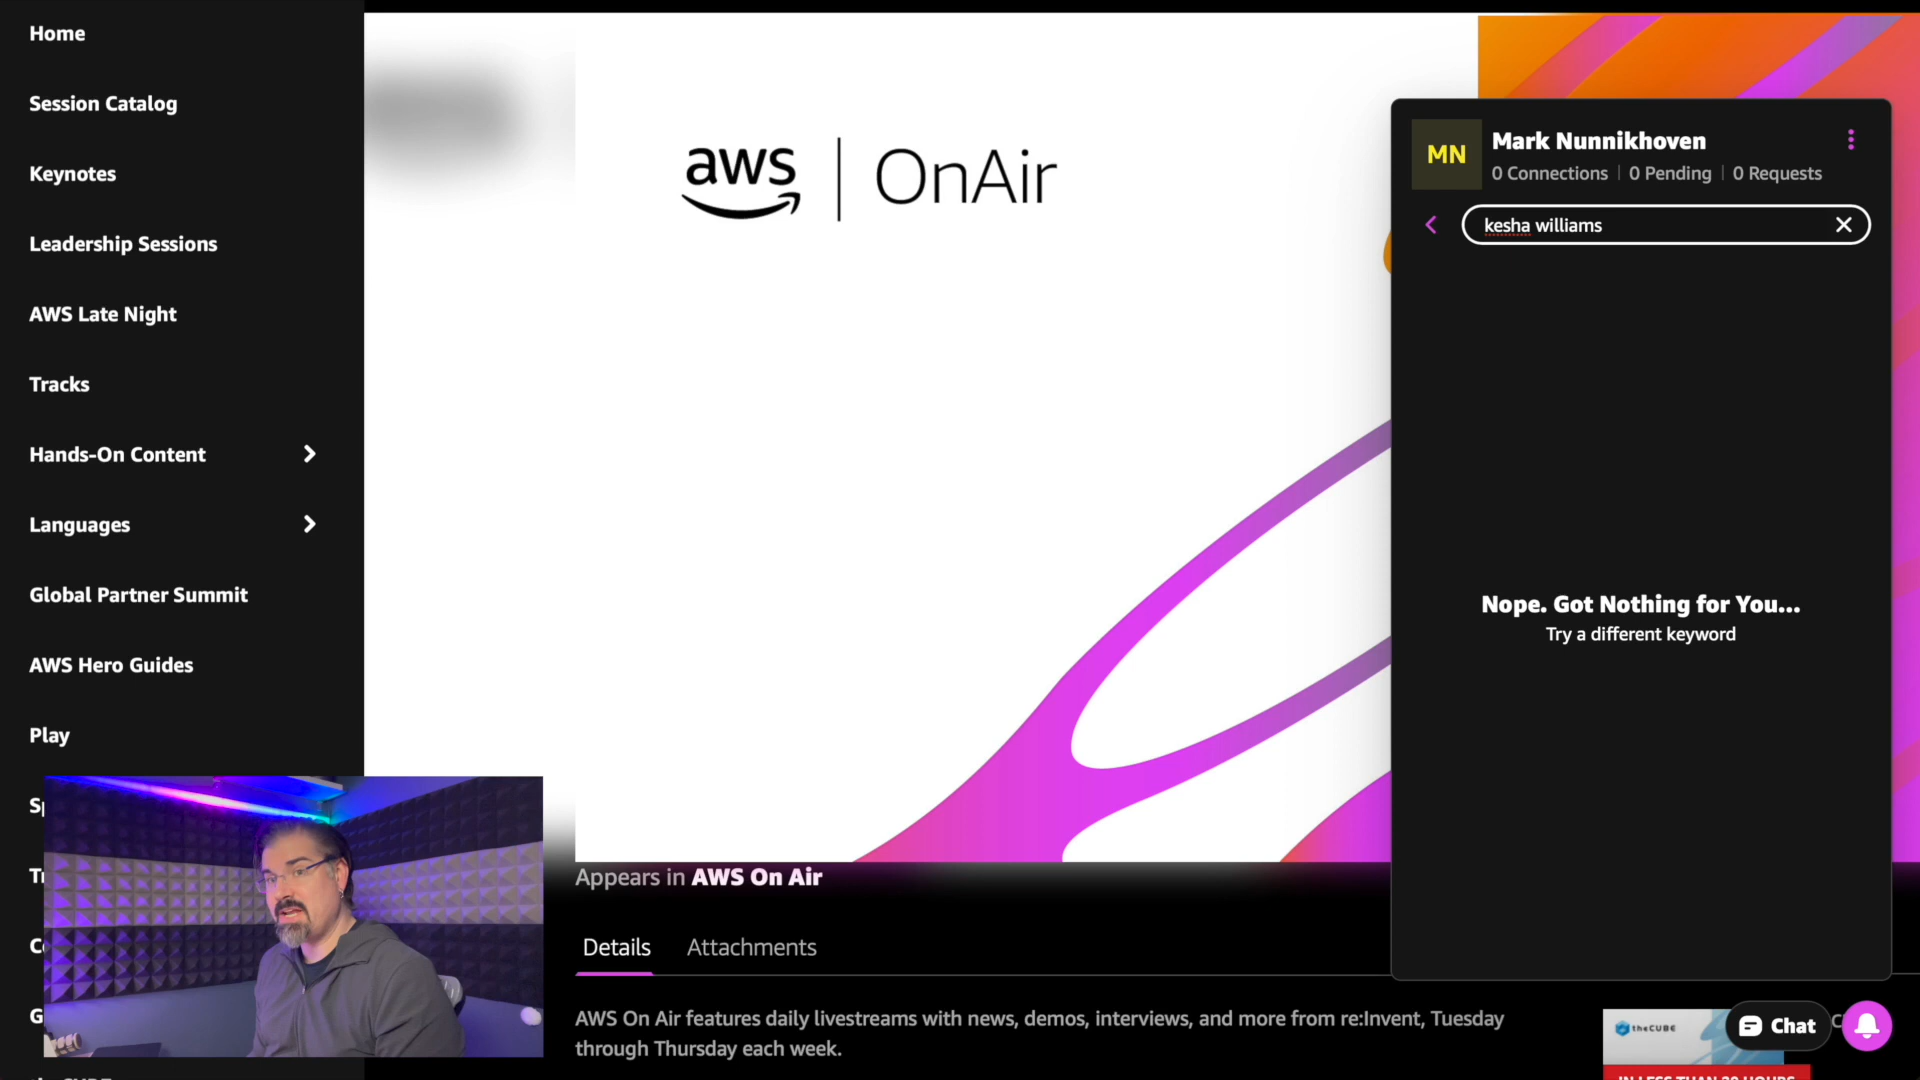 Home
Session Catalog
Keynotes
Leadership Sessions
AWS Late Night
Tracks
Hands-On Content
Languages
Global Partner Summit
AWS Hero Guides
Play
aws | OnAir
MN
Mark Nunnikhoven
0 Connections | 0 Pending | 0 Requests
kesha williams
Nope. Got Nothing for You...
Try a different keyword
Appears in AWS On Air
Details
Attachments
AWS On Air features daily livestreams with news, demos, interviews, and more from re:Invent, Tuesday
through Thursday each week.
theCUBE
Chat